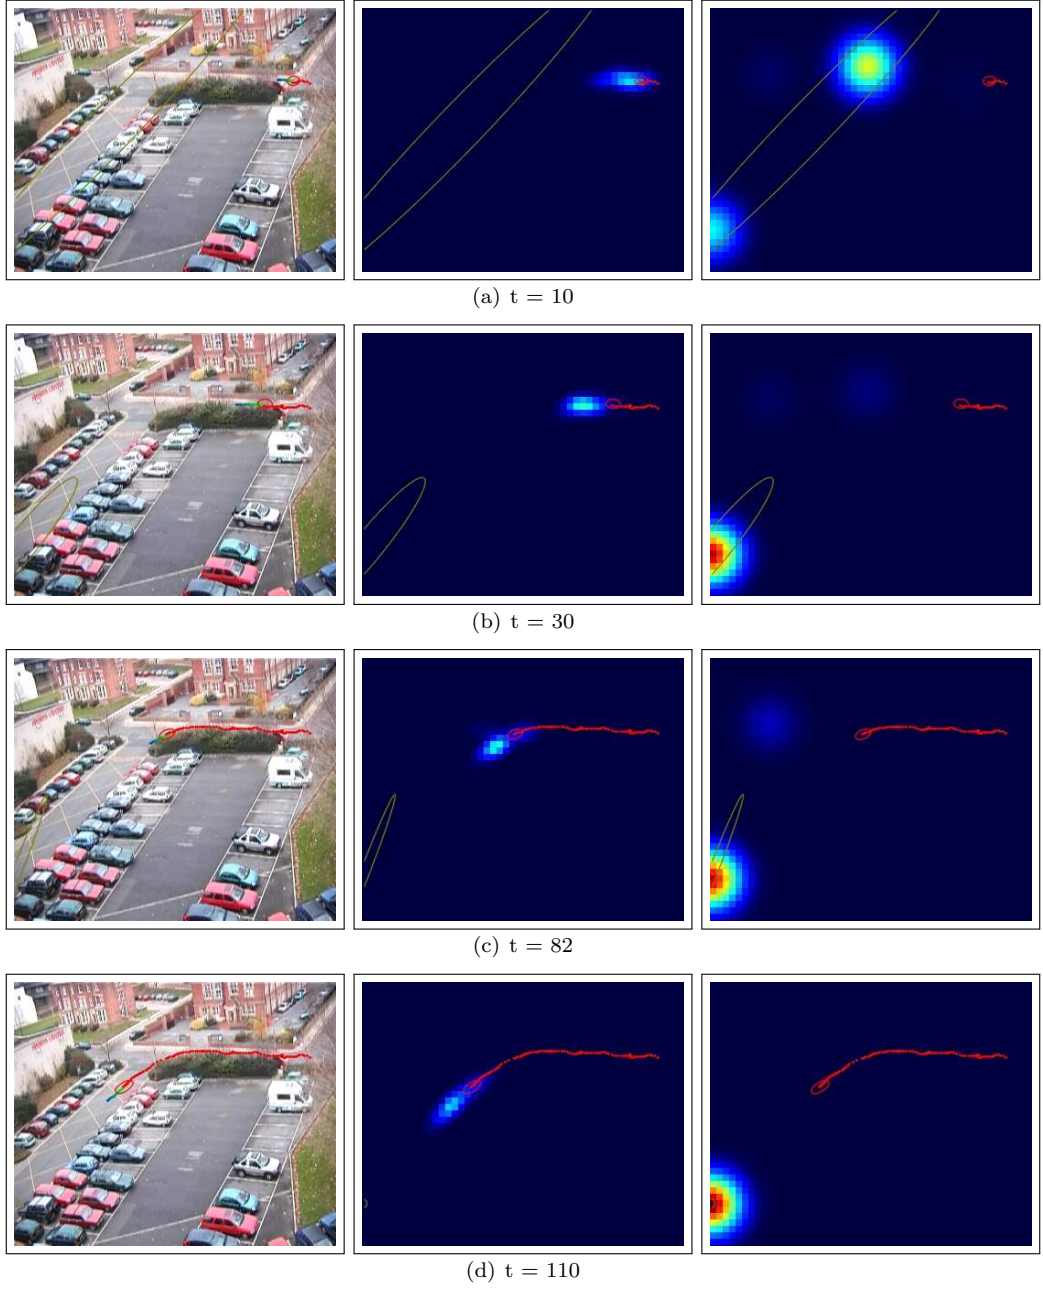 (a) t = 10
(b) t = 30
(c) t = 82
(d) t = 110